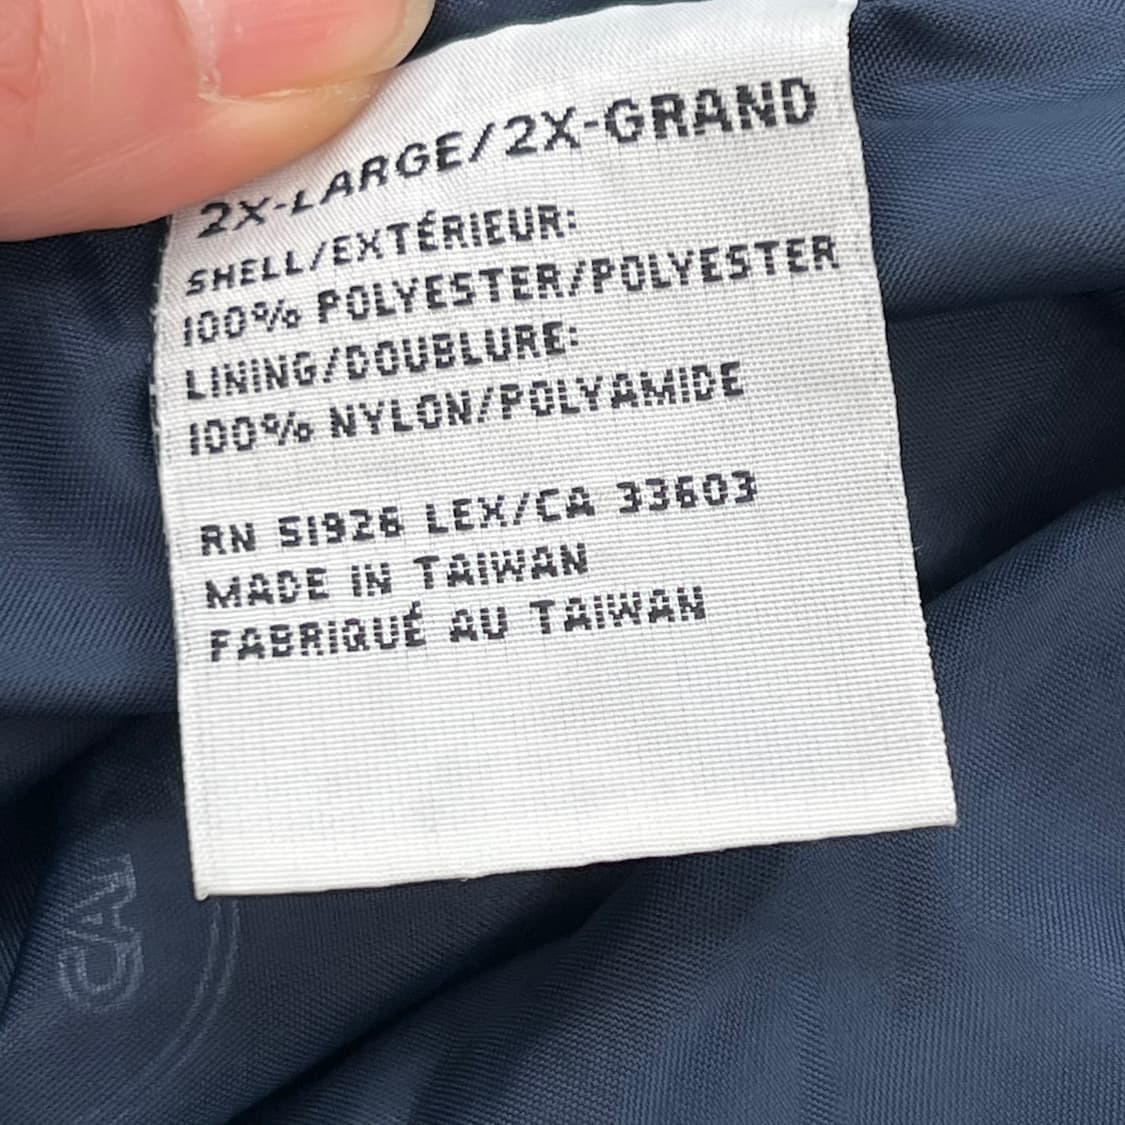 2X-LARGE/2X-GRAND
SHELL/EXTÉRIEUR:
100% POLYESTER/POLYESTER
LINING/DOUBLURE:
100% NYLON/POLYAMIDE
RN 51926 LEX/CA 33603
MADE IN TAIWAN
FABRIQUÉ AU TAIWAN